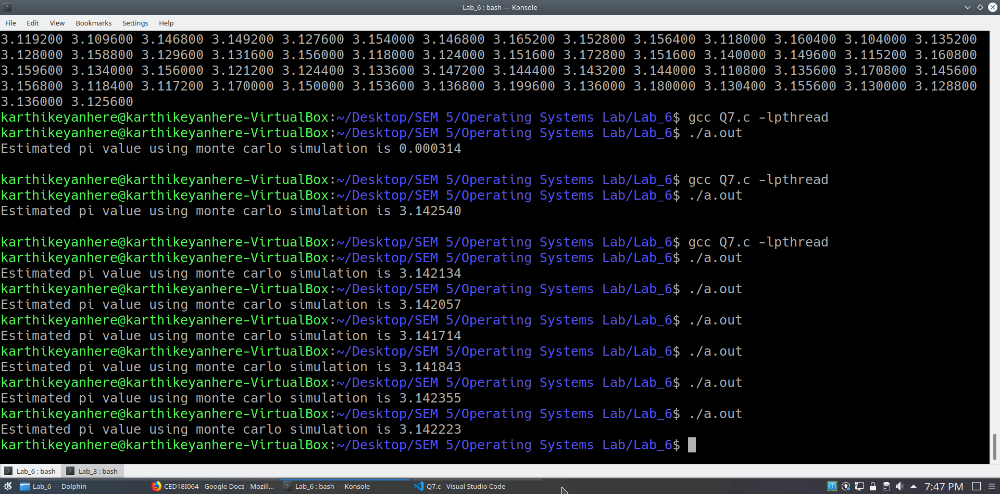 Lab_6 : bash — Konsole
File Edit View Bookmarks Settings Help
3.119200 3.109600 3.146800 3.149200 3.127600 3.154000 3.146800 3.165200 3.152800 3.156400 3.118000 3.160400 3.104000 3.135200
3.128000 3.158800 3.129600 3.131600 3.156000 3.118000 3.124000 3.151600 3.172800 3.151600 3.140000 3.149600 3.115200 3.160800
3.159600 3.134000 3.156000 3.121200 3.124400 3.133600 3.147200 3.144400 3.143200 3.144000 3.110800 3.135600 3.170800 3.145600
3.156800 3.118400 3.117200 3.170000 3.150000 3.153600 3.136800 3.199600 3.136000 3.180000 3.130400 3.155600 3.130000 3.128800
3.136000 3.125600
karthikeyanhere@karthikeyanhere-VirtualBox:~/Desktop/SEM 5/Operating Systems Lab/Lab_6$ gcc Q7.c -lpthread
karthikeyanhere@karthikeyanhere-VirtualBox:~/Desktop/SEM 5/Operating Systems Lab/Lab_6$ ./a.out
Estimated pi value using monte carlo simulation is 0.000314
karthikeyanhere@karthikeyanhere-VirtualBox:~/Desktop/SEM 5/Operating Systems Lab/Lab_6$ gcc Q7.c -lpthread
karthikeyanhere@karthikeyanhere-VirtualBox:~/Desktop/SEM 5/Operating Systems Lab/Lab_6$ ./a.out
Estimated pi value using monte carlo simulation is 3.142540
karthikeyanhere@karthikeyanhere-VirtualBox:~/Desktop/SEM 5/Operating Systems Lab/Lab_6$ gcc Q7.c -lpthread
karthikeyanhere@karthikeyanhere-VirtualBox:~/Desktop/SEM 5/Operating Systems Lab/Lab_6$ ./a.out
Estimated pi value using monte carlo simulation is 3.142134
karthikeyanhere@karthikeyanhere-VirtualBox:~/Desktop/SEM 5/Operating Systems Lab/Lab_6$ ./a.out
Estimated pi value using monte carlo simulation is 3.142057
karthikeyanhere@karthikeyanhere-VirtualBox:~/Desktop/SEM 5/Operating Systems Lab/Lab_6$ ./a.out
Estimated pi value using monte carlo simulation is 3.141714
karthikeyanhere@karthikeyanhere-VirtualBox:~/Desktop/SEM 5/Operating Systems Lab/Lab_6$ ./a.out
Estimated pi value using monte carlo simulation is 3.141843
karthikeyanhere@karthikeyanhere-VirtualBox:~/Desktop/SEM 5/Operating Systems Lab/Lab_6$ ./a.out
Estimated pi value using monte carlo simulation is 3.142355
karthikeyanhere@karthikeyanhere-VirtualBox:~/Desktop/SEM 5/Operating Systems Lab/Lab_6$ ./a.out
Estimated pi value using monte carlo simulation is 3.142223
karthikeyanhere@karthikeyanhere-VirtualBox:~/Desktop/SEM 5/Operating Systems Lab/Lab_6$
Lab_6 : bash Lab_3 : bash
Lab_6 — Dolphin CED18I064 - Google Docs - Mozill... Lab_6 : bash — Konsole Q7.c - Visual Studio Code 7:47 PM